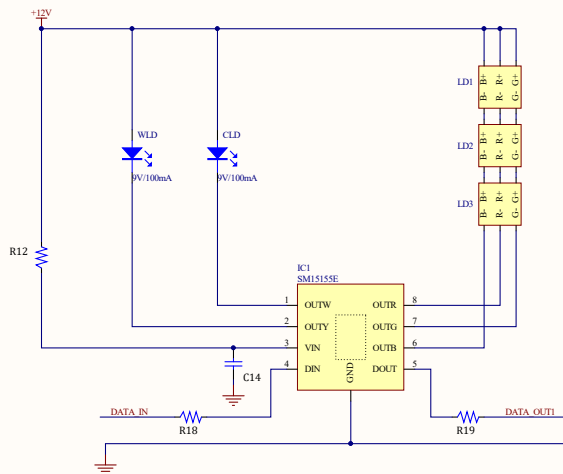 +12V
WLD
9V/100mA
CLD
9V/100mA
LD1
B+ R+ G+
B- R- G-
LD2
B+ R+ G+
B- R- G-
LD3
B+ R+ G+
B- R- G-
R12
IC1
SM15155E
1 OUTW OUTR 8
2 OUTY OUTG 7
3 VIN OUTB 6
4 DIN DOUT 5
GND
C14
DATA_IN
R18
R19
DATA_OUT1